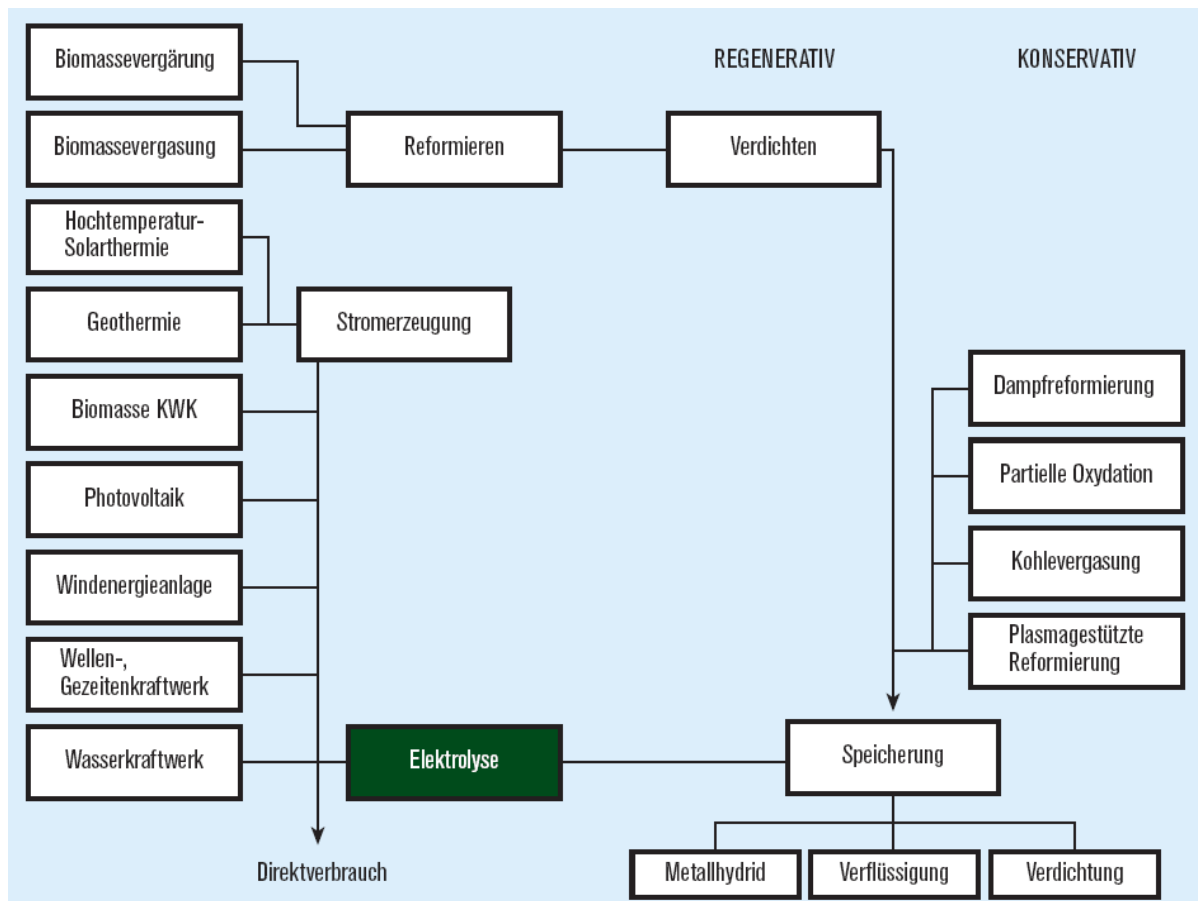 Biomassevergärung
REGENERATIV
KONSERVATIV
Biomassevergasung
Reformieren
Verdichten
Hochtemperatur-
Solarthermie
Geothermie
Stromerzeugung
Biomasse KWK
Dampfreformierung
Photovoltaik
Partielle Oxydation
Windenergieanlage
Kohlevergasung
Wellen-,
Gezeitenkraftwerk
Plasmagestützte
Reformierung
Wasserkraftwerk
Elektrolyse
Speicherung
Direktverbrauch
Metallhydrid
Verflüssigung
Verdichtung